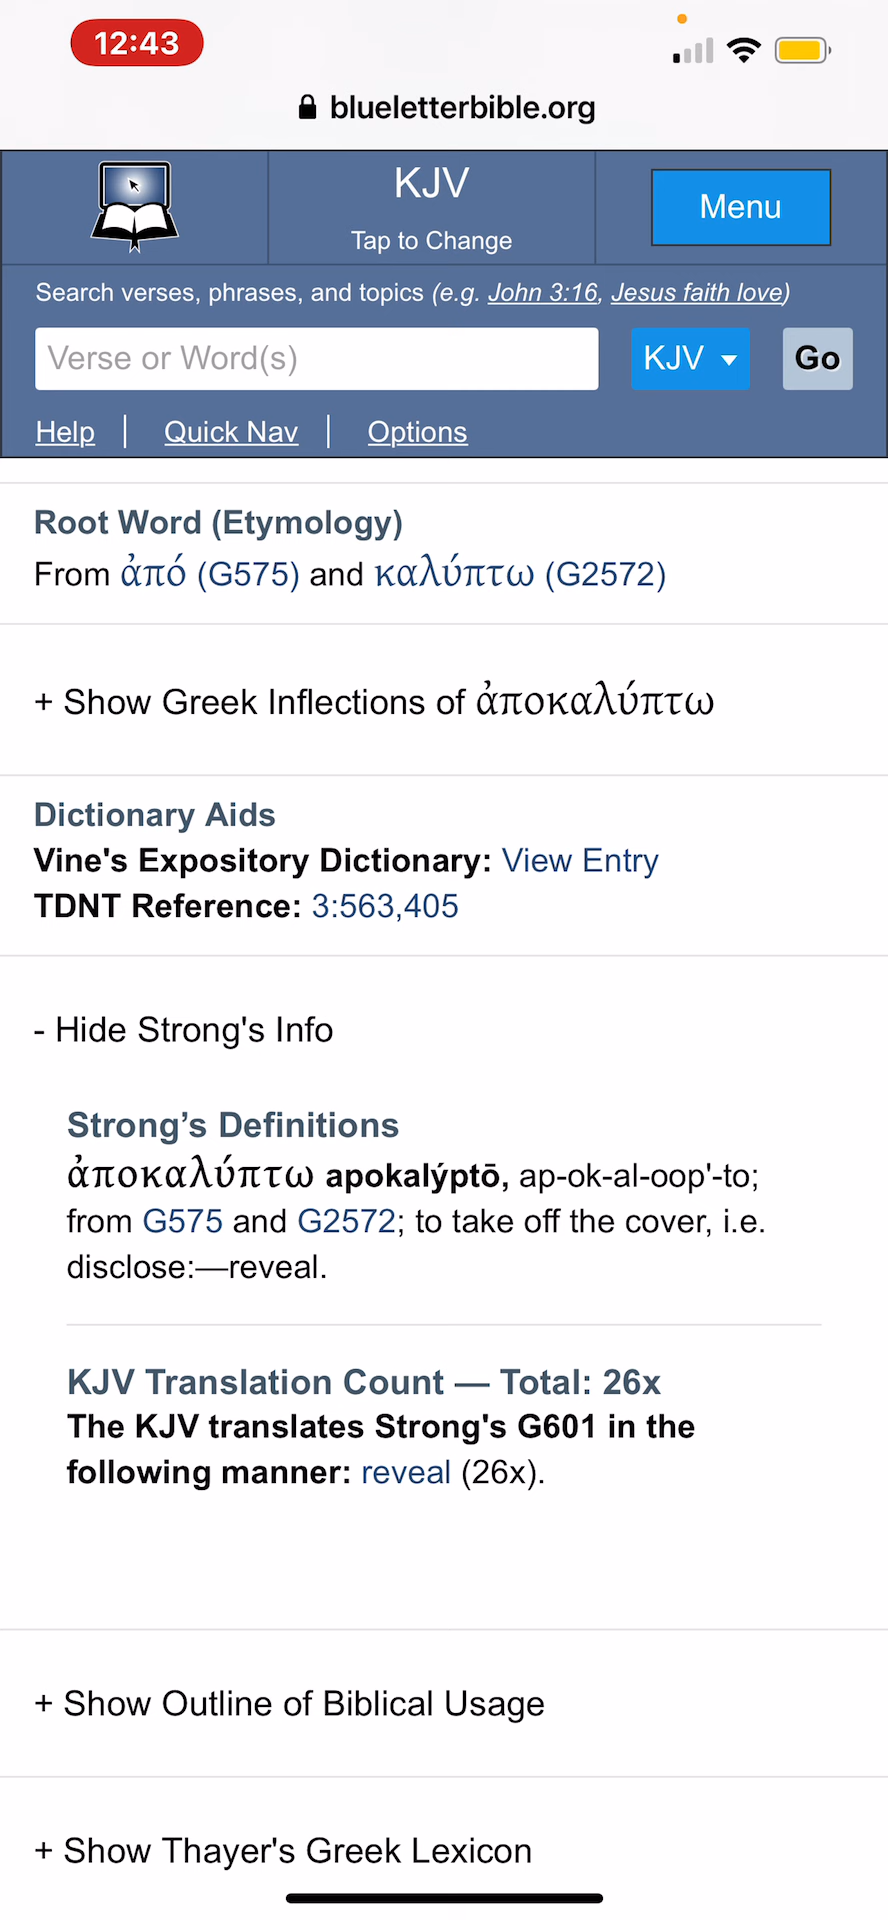 12:43
blueletterbible.org
KJV
Tap to Change
Menu
Search verses, phrases, and topics (e.g. John 3:16, Jesus faith love)
Verse or Word(s)
KJV
Go
Help | Quick Nav | Options
Root Word (Etymology)
From ἀπό (G575) and καλύπτω (G2572)
+ Show Greek Inflections of ἀποκαλύπτω
Dictionary Aids
Vine's Expository Dictionary: View Entry
TDNT Reference: 3:563,405
- Hide Strong's Info
Strong’s Definitions
ἀποκαλύπτω apokalýptō, ap-ok-al-oop'-to;
from G575 and G2572; to take off the cover, i.e.
disclose:—reveal.
KJV Translation Count — Total: 26x
The KJV translates Strong's G601 in the
following manner: reveal (26x).
+ Show Outline of Biblical Usage
+ Show Thayer's Greek Lexicon